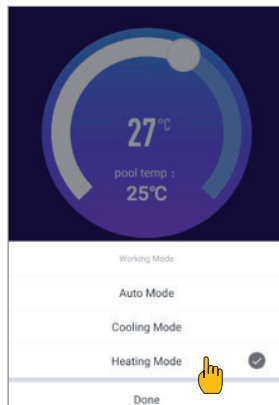 27°C
pool temp :
25°C
Working Mode
Auto Mode
Cooling Mode
Heating Mode
Done